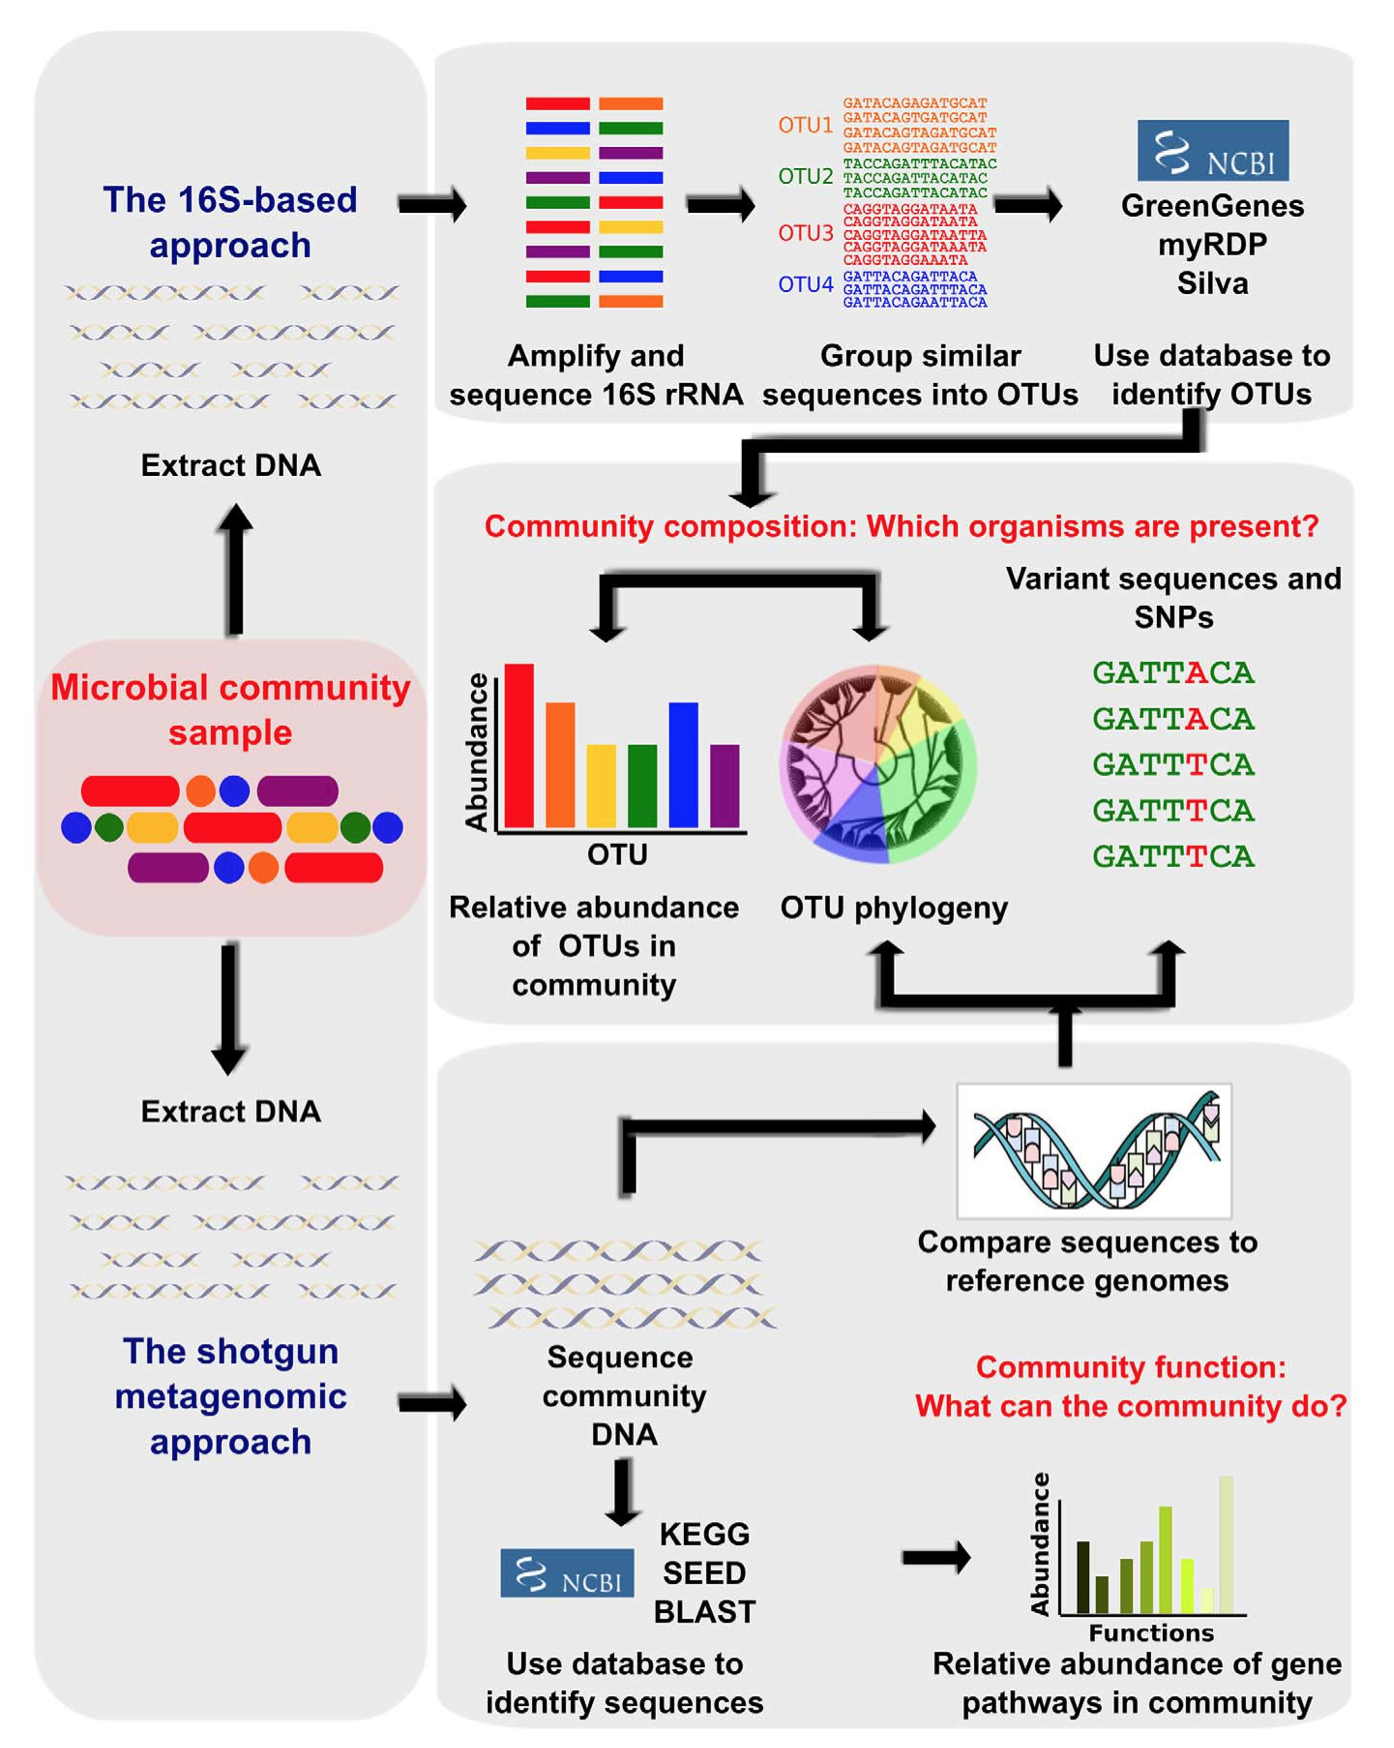 The 16S-based
approach
Extract DNA
Microbial community
sample
Extract DNA
The shotgun
metagenomic
approach
Amplify and
sequence 16S rRNA
OTU1
GATACAGAGATGCAT
GATACAGTGATGCAT
GATACAGTAGATGCAT
GATACAGTAGATGCAT
OTU2
TACCAGATTTACATAC
TACCAGATTACATAC
TACCAGATTACATAC
OTU3
CAGGTAGGATAATA
CAGGTAGGATAATA
CAGGTAGGATAATTA
CAGGTAGGATAAATA
CAGGTAGGAAATA
OTU4
GATTACAGATTACA
GATTACAGATTTACA
GATTACAGAATTACA
Group similar
sequences into OTUs
NCBI
GreenGenes
myRDP
Silva
Use database to
identify OTUs
Community composition: Which organisms are present?
Abundance
OTU
Relative abundance
of OTUs in
community
OTU phylogeny
Variant sequences and
SNPs
GATTACA
GATTACA
GATTTCA
GATTTCA
GATTTCA
Sequence
community
DNA
Compare sequences to
reference genomes
NCBI
KEGG
SEED
BLAST
Use database to
identify sequences
Community function:
What can the community do?
Abundance
Functions
Relative abundance of gene
pathways in community